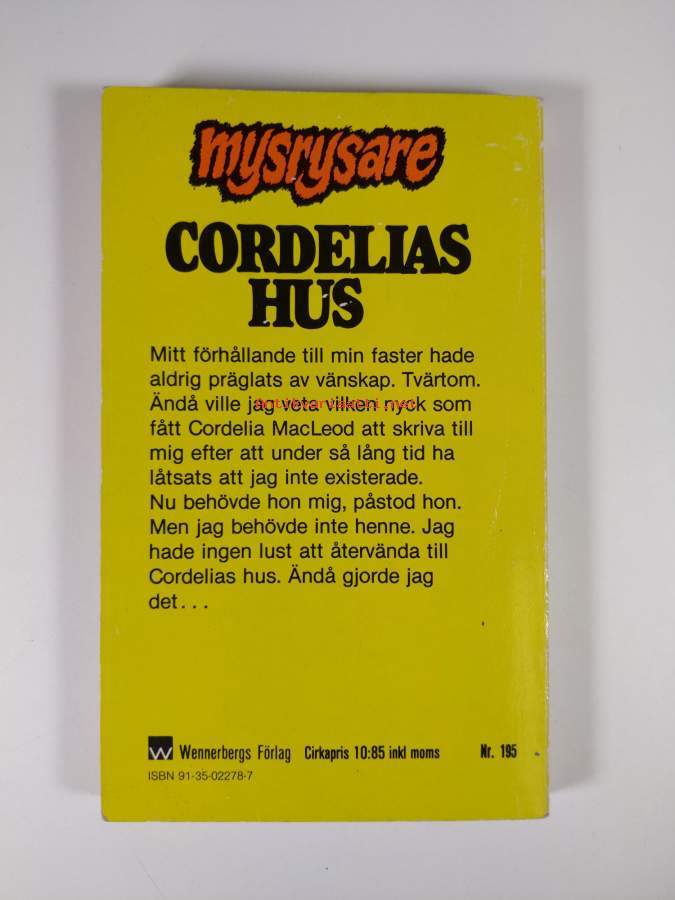 mysrysare
CORDELIAS
HUS
Mitt förhållande till min faster hade
aldrig präglats av vänskap. Tvärtom.
Ändå ville jag veta vilken nyck som
fått Cordelia MacLeod att skriva till
mig efter att under så lång tid ha
låtsats att jag inte existerade.
Nu behövde hon mig, påstod hon.
Men jag behövde inte henne. Jag
hade ingen lust att återvända till
Cordelias hus. Ändå gjorde jag
det...
W Wennerbergs Förlag Cirkapris 10:85 inkl moms Nr. 195
ISBN 91-35-02278-7